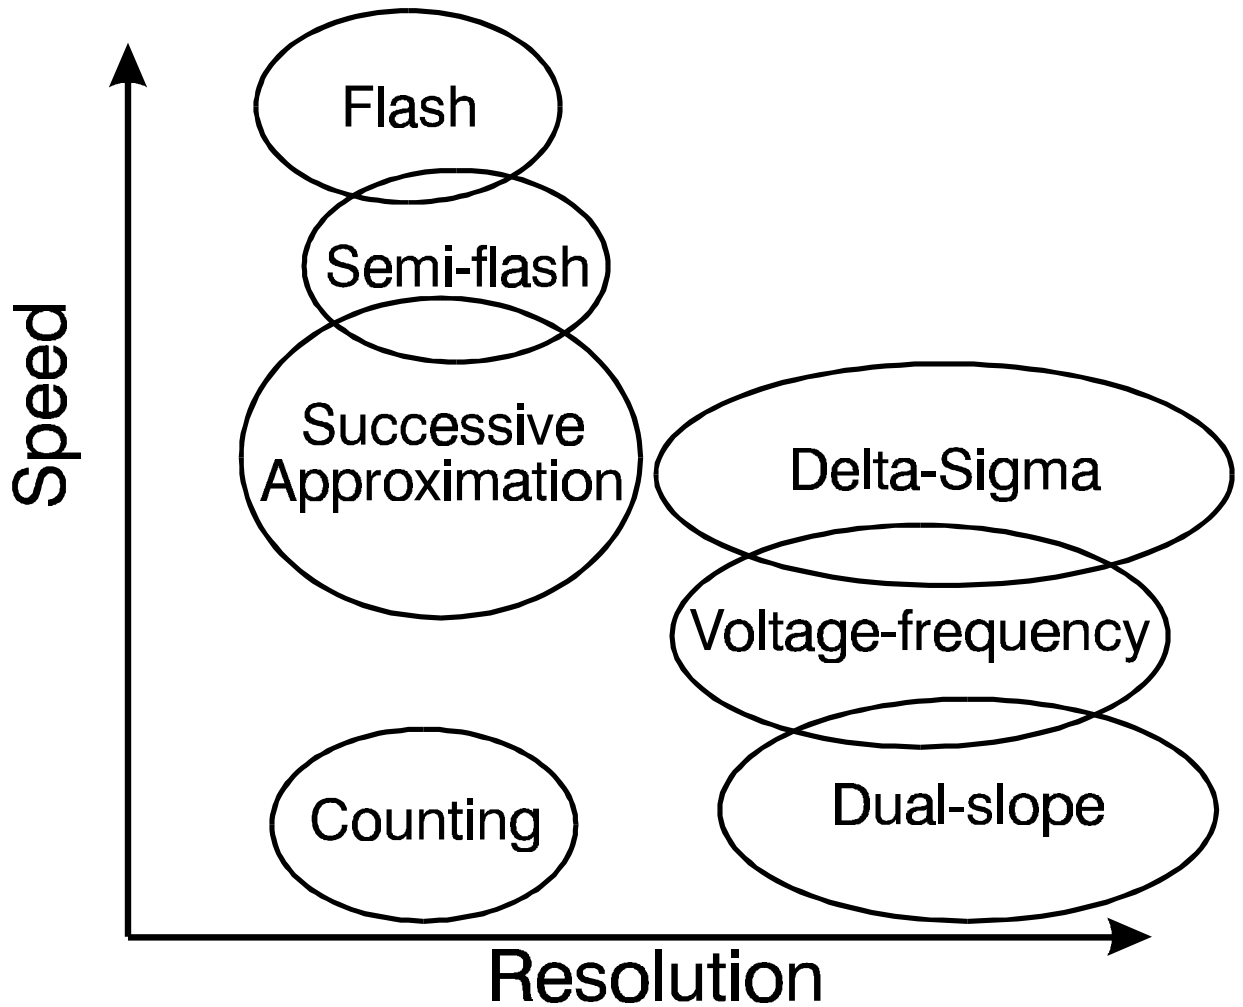 Flash
Semi-flash
Successive
Approximation
Delta-Sigma
Voltage-frequency
Counting
Dual-slope
Speed
Resolution